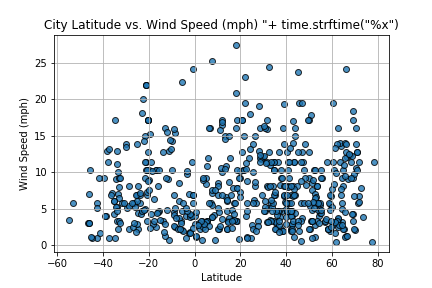 City Latitude vs. Wind Speed (mph) "+ time.strftime("%x")
25
20
15
10
5
0
Wind Speed (mph)
−60 −40 −20 0 20 40 60 80
Latitude